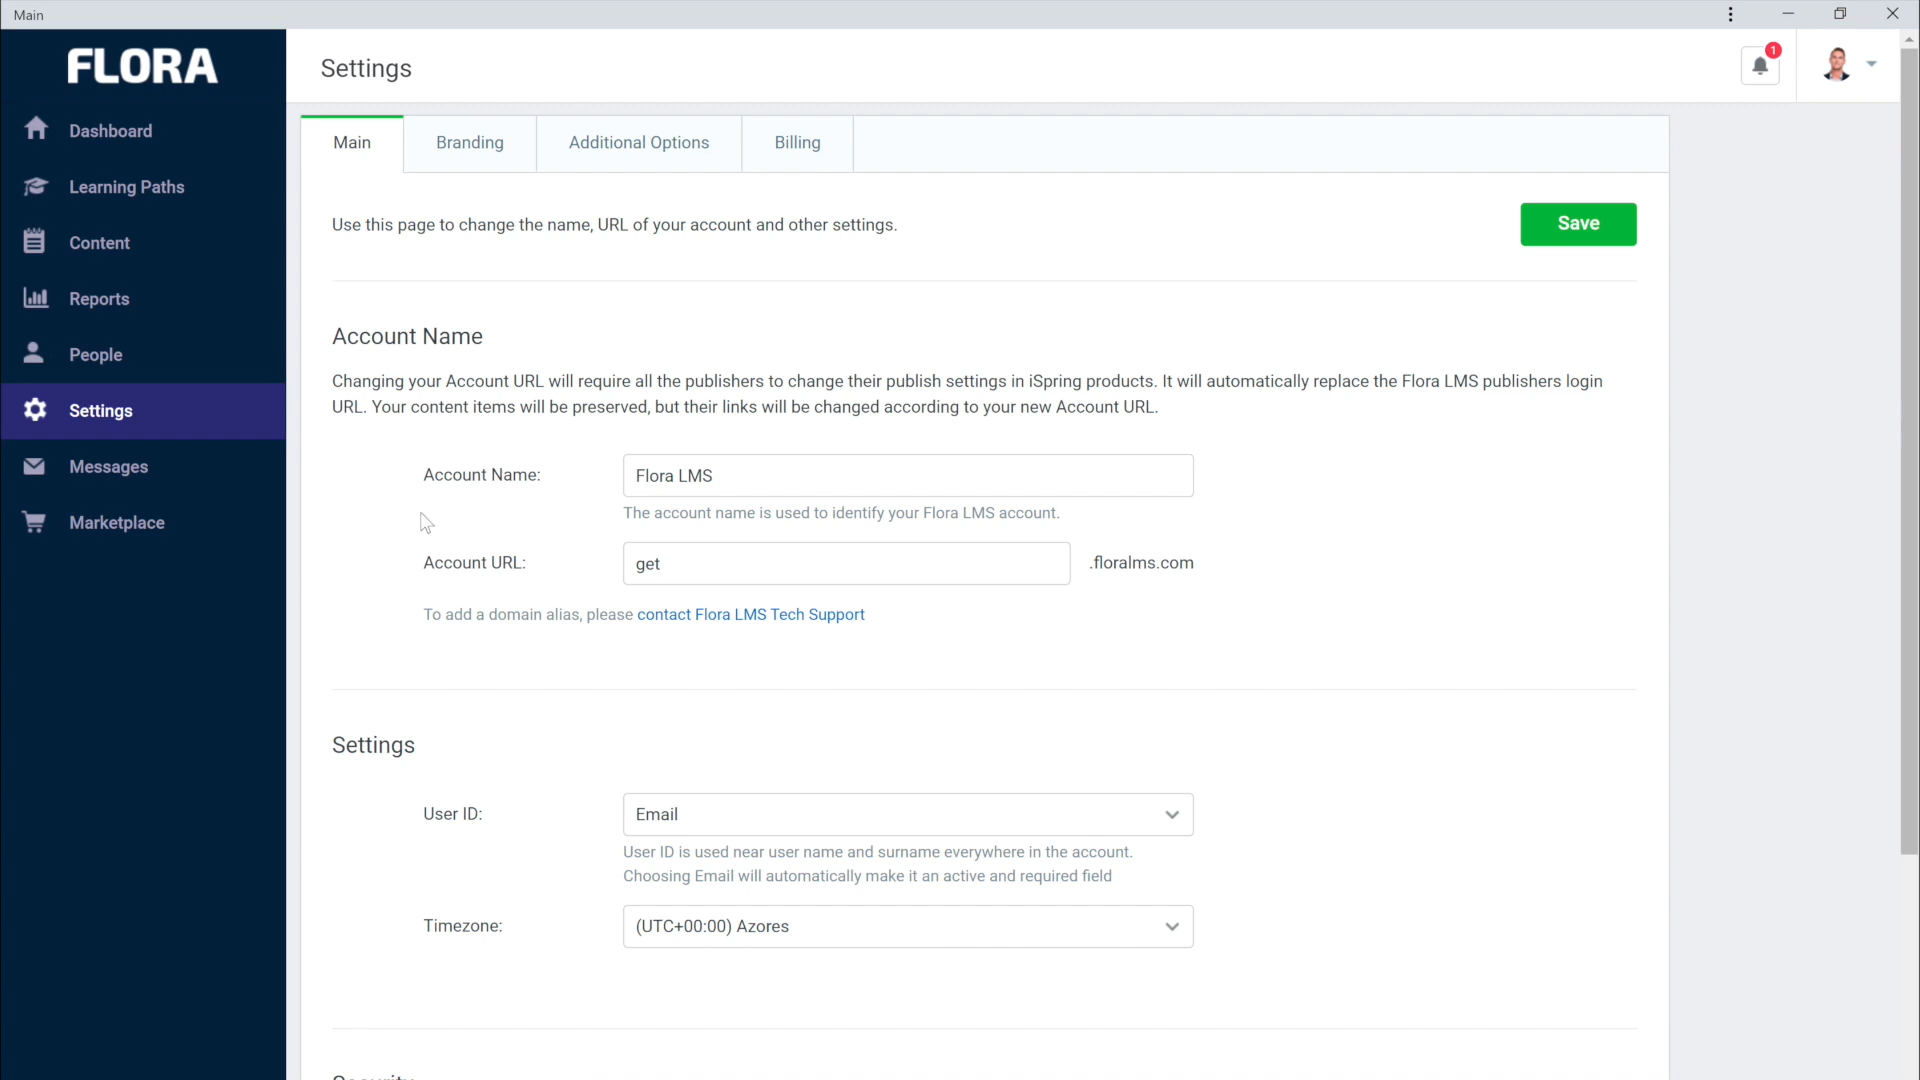 Main
FLORA
Settings
1
Dashboard
Learning Paths
Content
Reports
People
Settings
Messages
Marketplace
Main
Branding
Additional Options
Billing
Use this page to change the name, URL of your account and other settings.
Save
Account Name
Changing your Account URL will require all the publishers to change their publish settings in iSpring products. It will automatically replace the Flora LMS publishers login
URL. Your content items will be preserved, but their links will be changed according to your new Account URL.
Account Name:
Flora LMS
The account name is used to identify your Flora LMS account.
Account URL:
get
.floralms.com
To add a domain alias, please contact Flora LMS Tech Support
Settings
User ID:
Email
User ID is used near user name and surname everywhere in the account.
Choosing Email will automatically make it an active and required field
Timezone:
(UTC+00:00) Azores